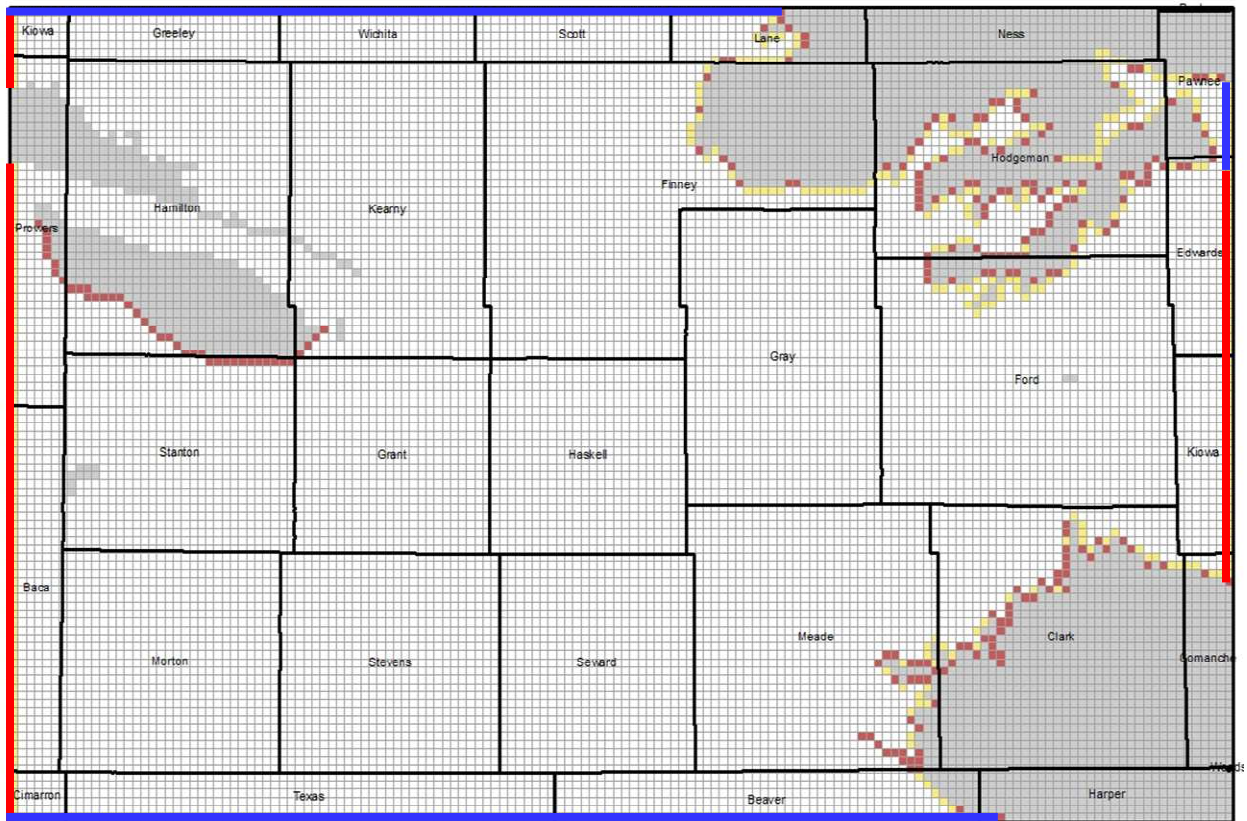 Kiowa
Greeley
Wichita
Scott
Lane
Ness
Pawnee
Hodgeman
Finney
Hamilton
Kearny
Prowers
Edwards
Gray
Ford
Stanton
Grant
Haskell
Kiowa
Baca
Meade
Clark
Morton
Stevens
Seward
Comanche
Woods
Cimarron
Texas
Beaver
Harper